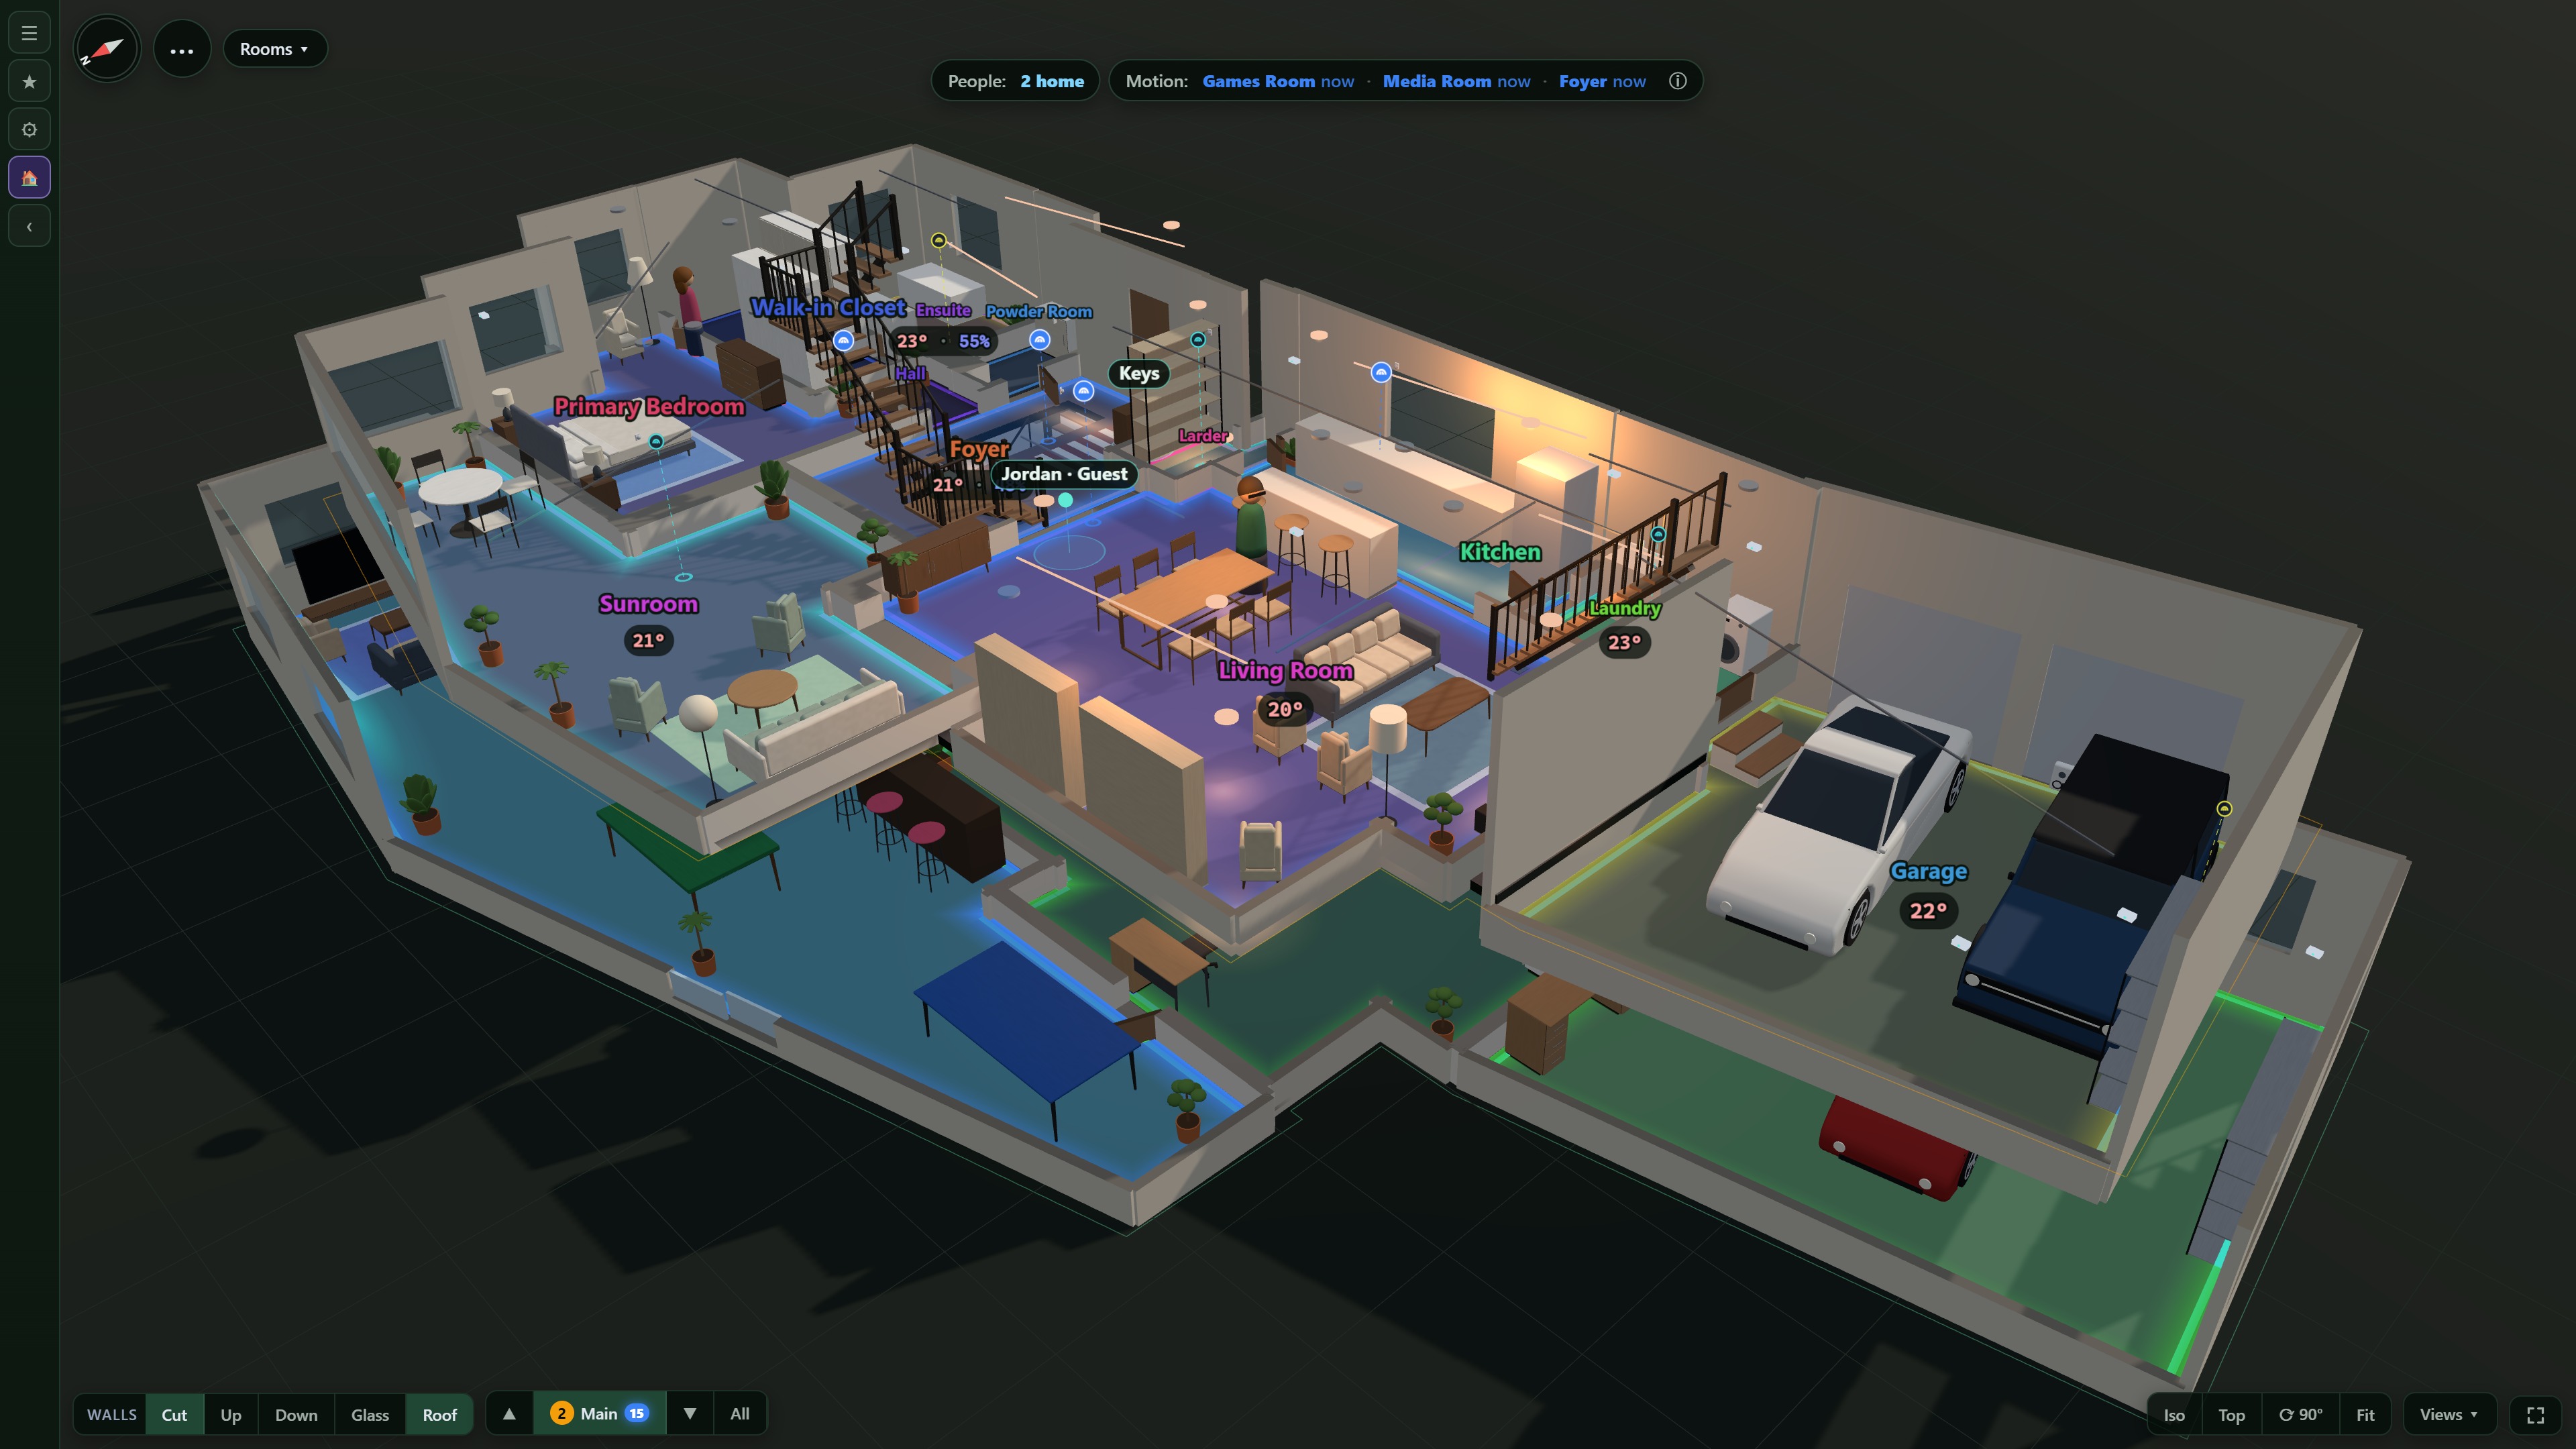 N
...
Rooms
People: 2 home
Motion: Games Room now · Media Room now · Foyer now
Walk-in Closet
Ensuite
Powder Room
23° · 55%
Hall
Keys
Primary Bedroom
Larder
Foyer
Jordan · Guest
21°
Kitchen
Sunroom
21°
Laundry
23°
Living Room
20°
Garage
22°
WALLS Cut Up Down Glass Roof
2 Main 15
All
Iso Top 90° Fit
Views